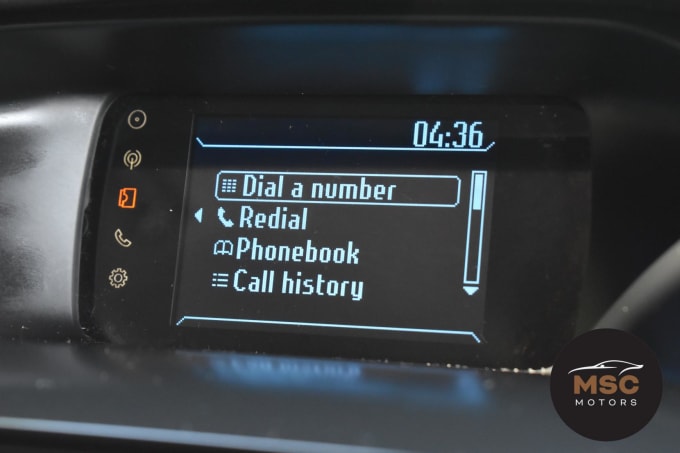 04:36
Dial a number
Redial
Phonebook
Call history
MSC
MOTORS